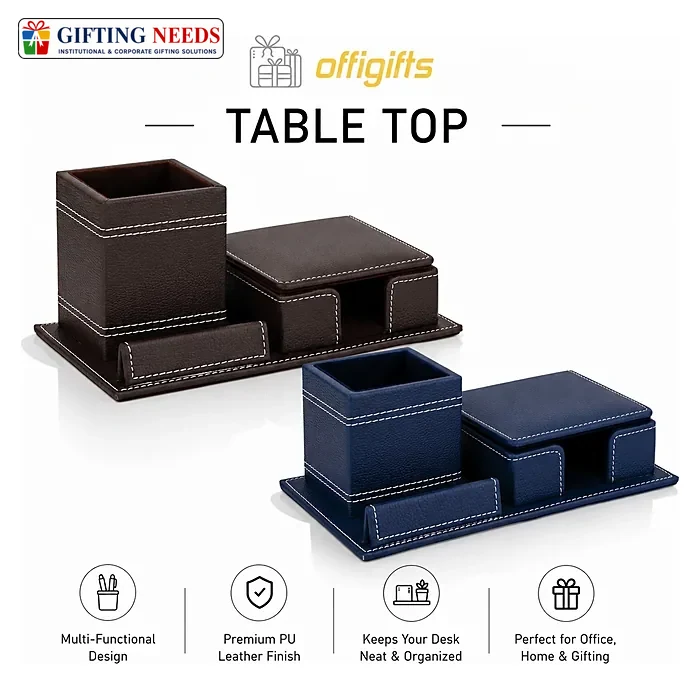 GIFTING NEEDS
INSTITUTIONAL & CORPORATE GIFTING SOLUTIONS
offigifts
TABLE TOP
Multi-Functional
Design
Premium PU
Leather Finish
Keeps Your Desk
Neat & Organized
Perfect for Office,
Home & Gifting